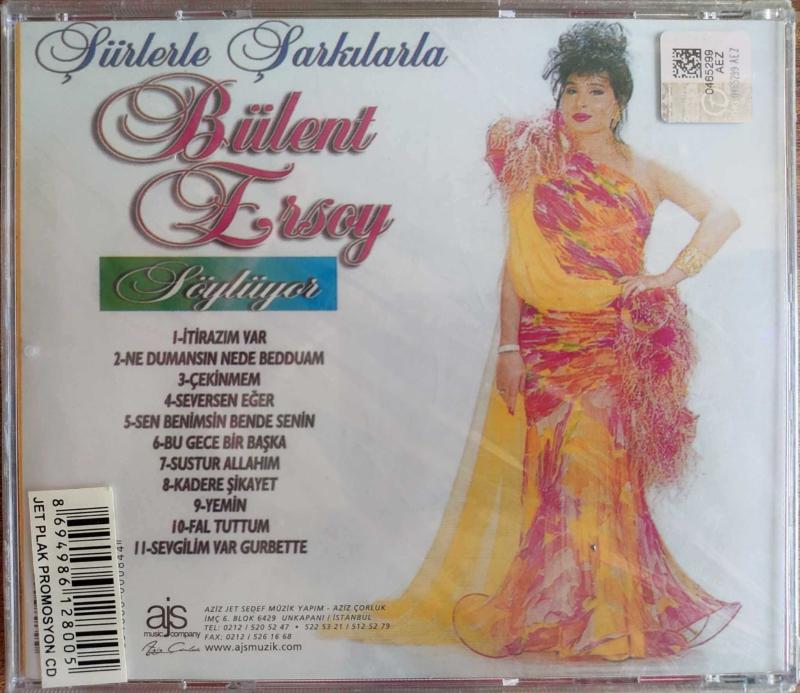 Şiirlerle Şarkılarla
Bülent
Ersoy
Söylüyor
1-İTİRAZIM VAR
2-NE DUMANSIN NEDE BEDDUAM
3-ÇEKİNMEM
4-SEVERSEN EĞER
5-SEN BENİMSİN BENDE SENİN
6-BU GECE BİR BAŞKA
7-SUSTUR ALLAHIM
8-KADERE ŞİKAYET
9-YEMİN
10-FAL TUTTUM
11-SEVGİLİM VAR GURBETTE
ajs
music company
AZİZ JET SEDEF MÜZİK YAPIM - AZİZ ÇORLUK
İMÇ 6. BLOK 6429 UNKAPANI / İSTANBUL
TEL: 0212 / 520 52 47 • 522 53 21 / 512 52 79
FAX: 0212 / 526 16 68
www.ajsmuzik.com
8 694986 128005
JET PLAK PROMOSYON CD
0465299
AEZ
0465299 AEZ